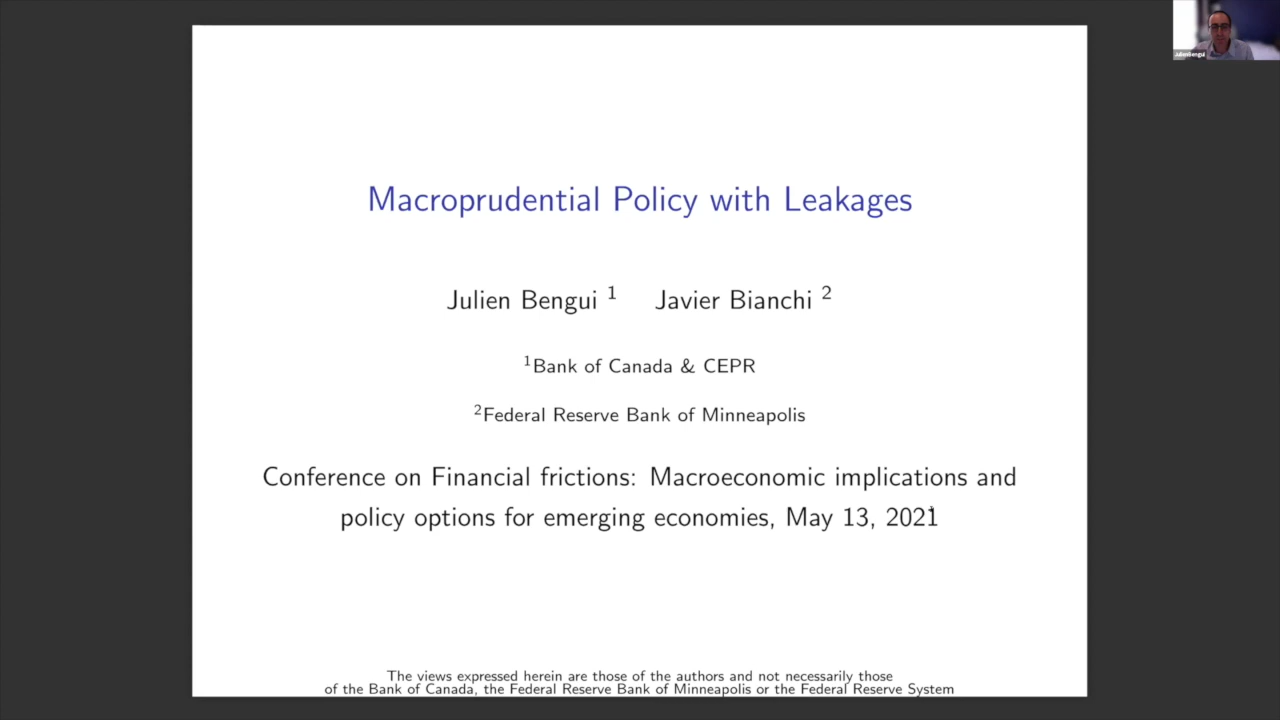 JulienBengui
Macroprudential Policy with Leakages
Julien Bengui ¹ Javier Bianchi ²
¹Bank of Canada & CEPR
²Federal Reserve Bank of Minneapolis
Conference on Financial frictions: Macroeconomic implications and
policy options for emerging economies, May 13, 2021
The views expressed herein are those of the authors and not necessarily those
of the Bank of Canada, the Federal Reserve Bank of Minneapolis or the Federal Reserve System